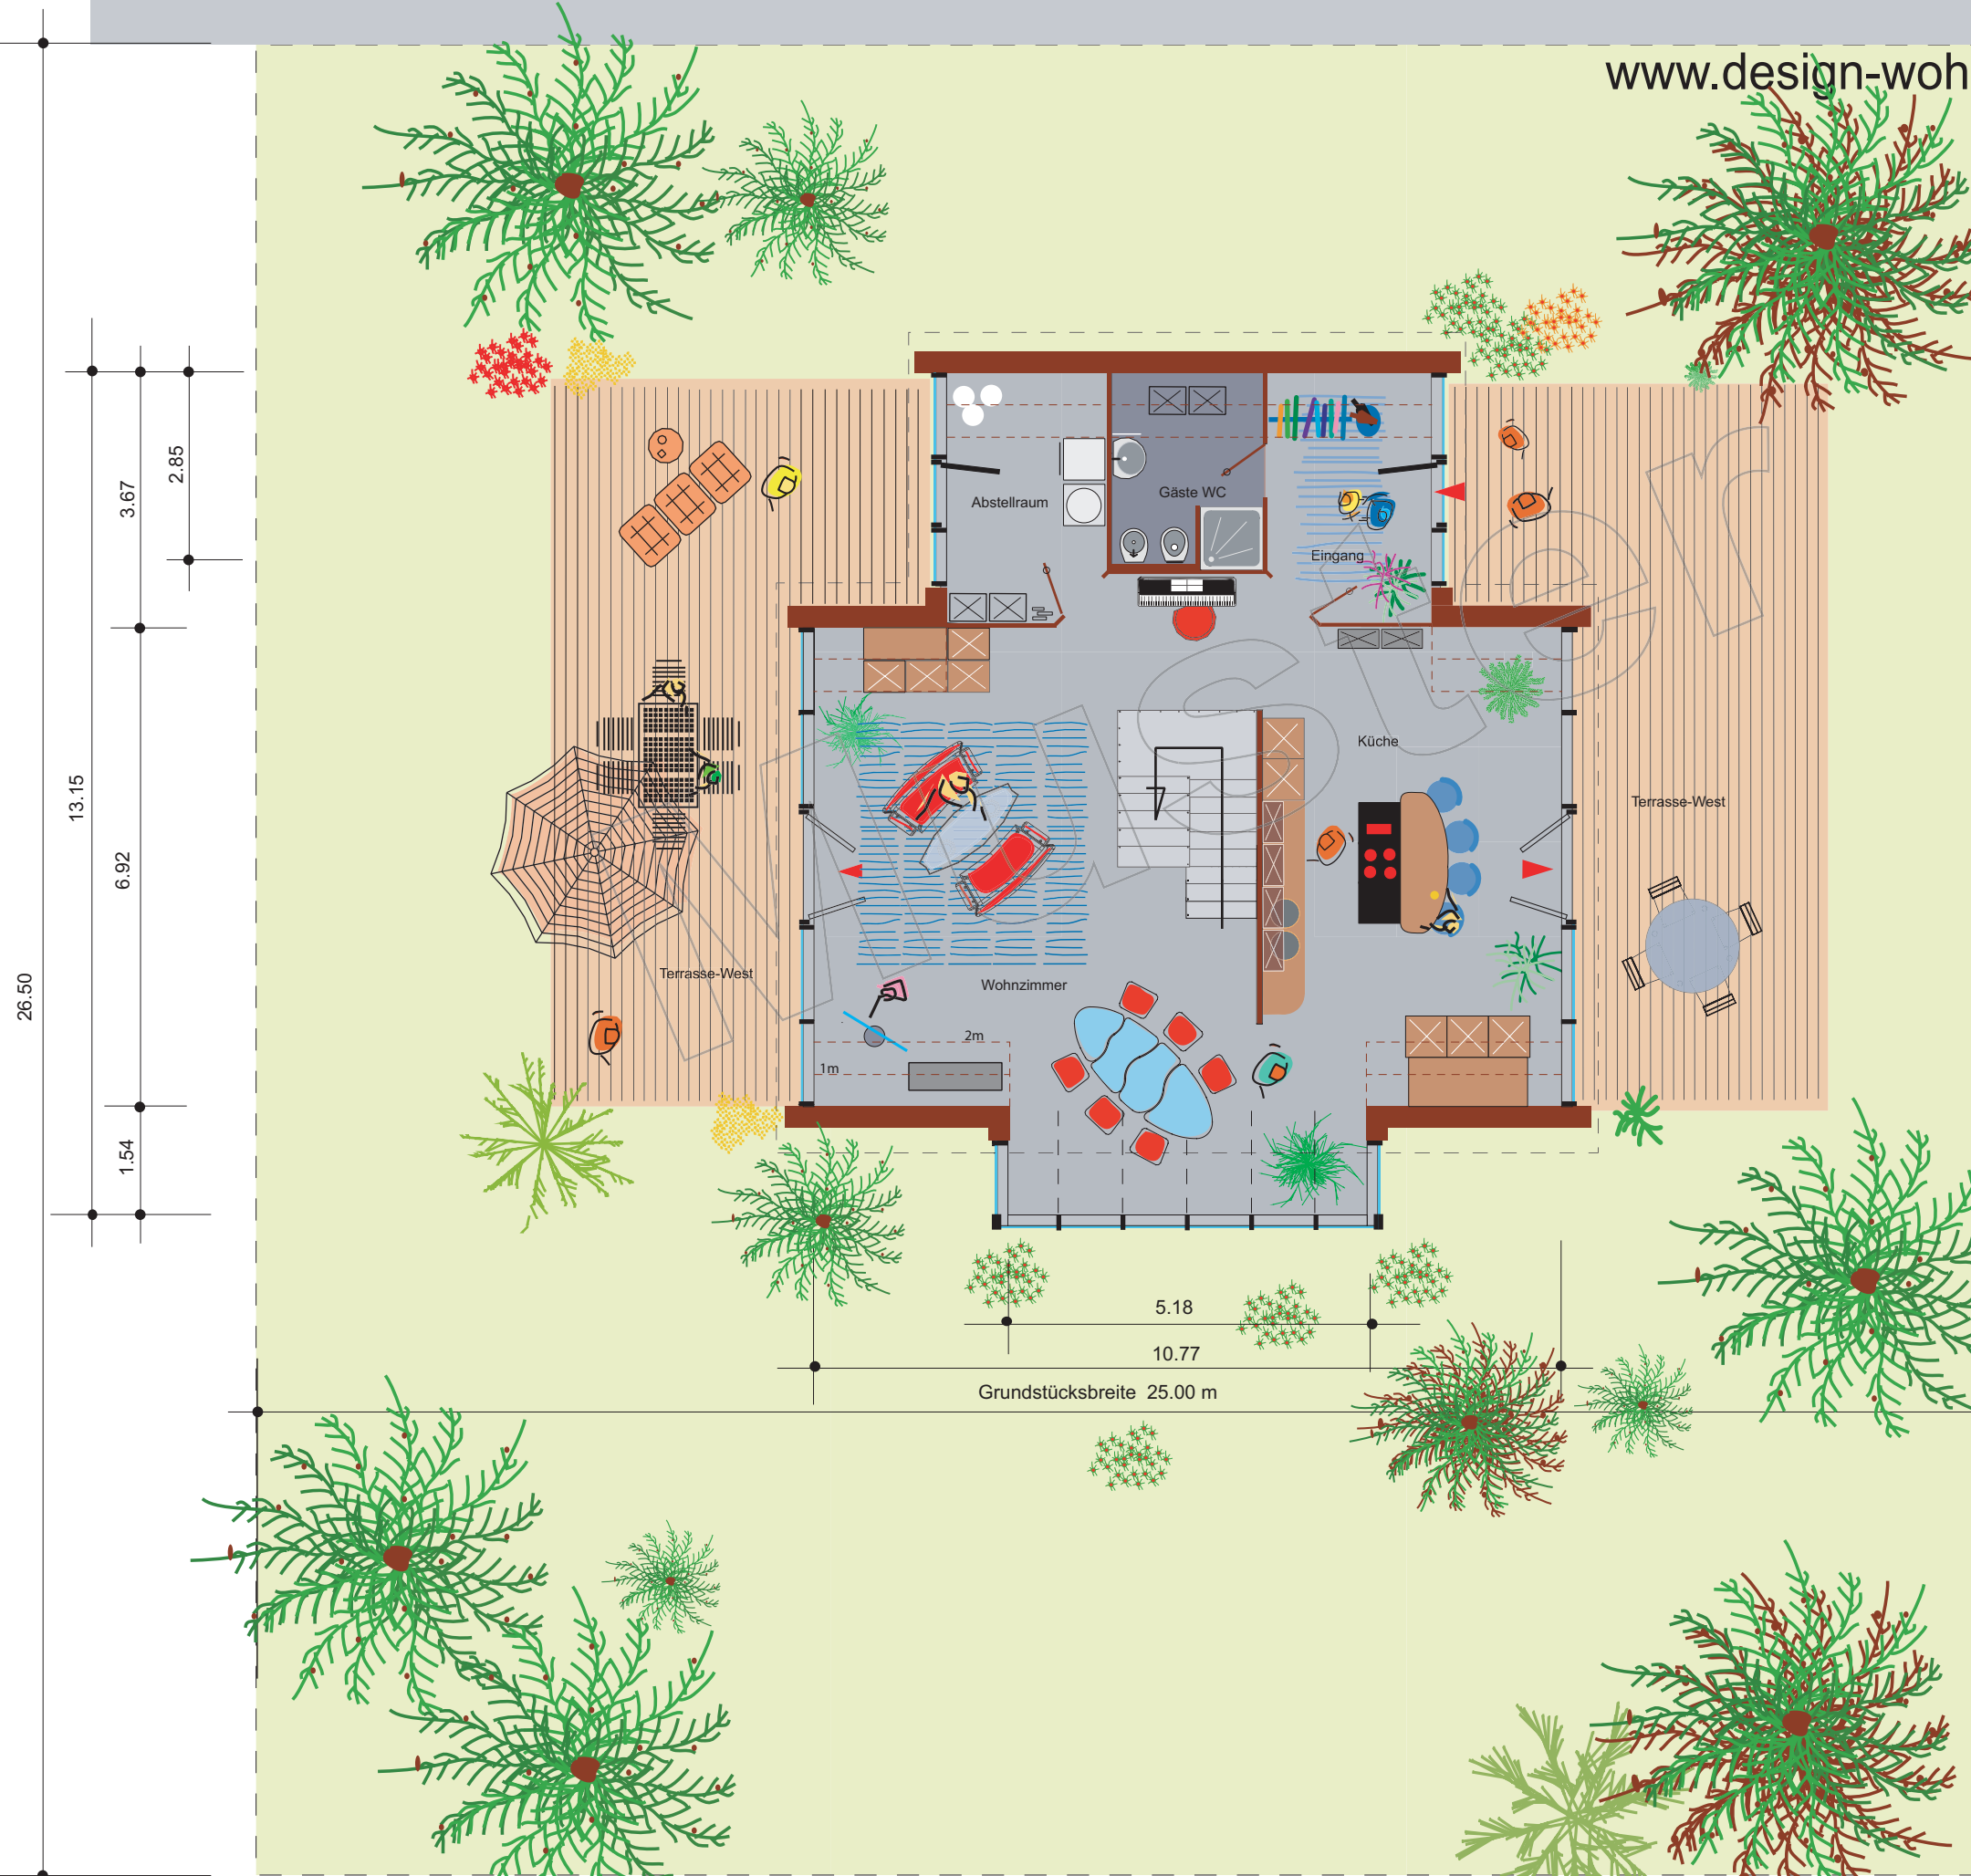 www.design-woh
2.85
3.67
Abstellraum
Gäste WC
Eingang
Muster
Küche
13.15
6.92
Terrasse-West
Terrasse-West
Wohnzimmer
26.50
2m
1m
1.54
5.18
10.77
Grundstücksbreite 25.00 m